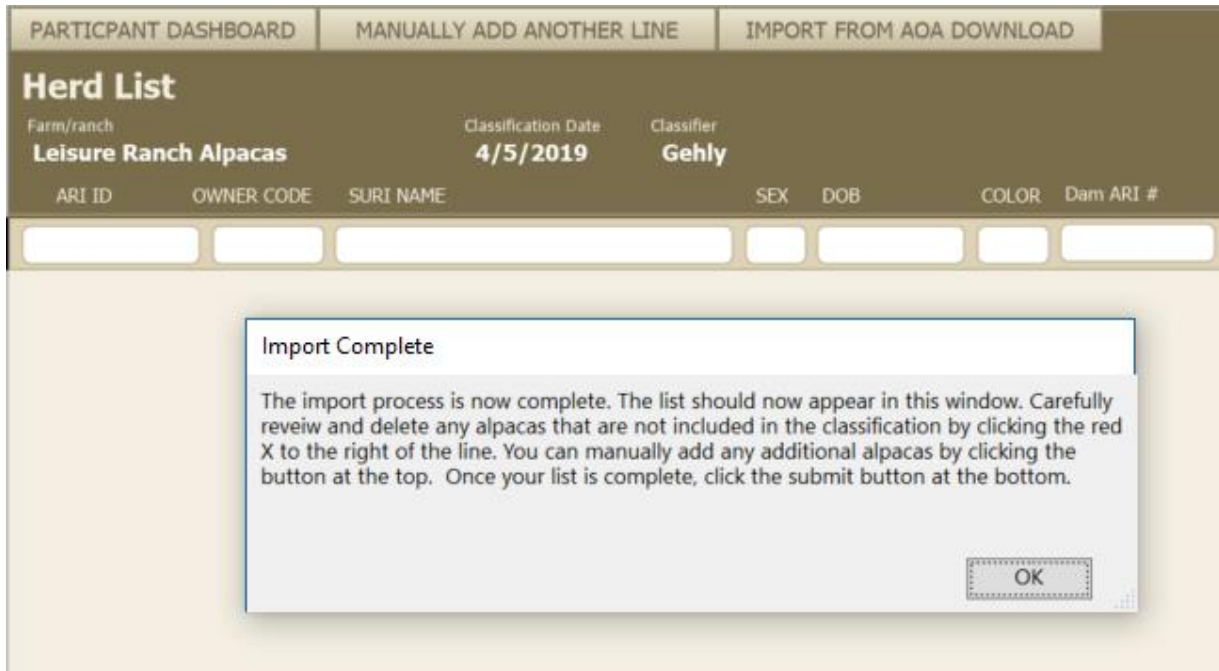 PARTICPANT DASHBOARD MANUALLY ADD ANOTHER LINE IMPORT FROM AOA DOWNLOAD
Herd List
Farm/ranch Classification Date Classifier
Leisure Ranch Alpacas 4/5/2019 Gehly
ARI ID OWNER CODE SURI NAME SEX DOB COLOR Dam ARI #
Import Complete
The import process is now complete. The list should now appear in this window. Carefully
reveiw and delete any alpacas that are not included in the classification by clicking the red
X to the right of the line. You can manually add any additional alpacas by clicking the
button at the top.  Once your list is complete, click the submit button at the bottom.
OK